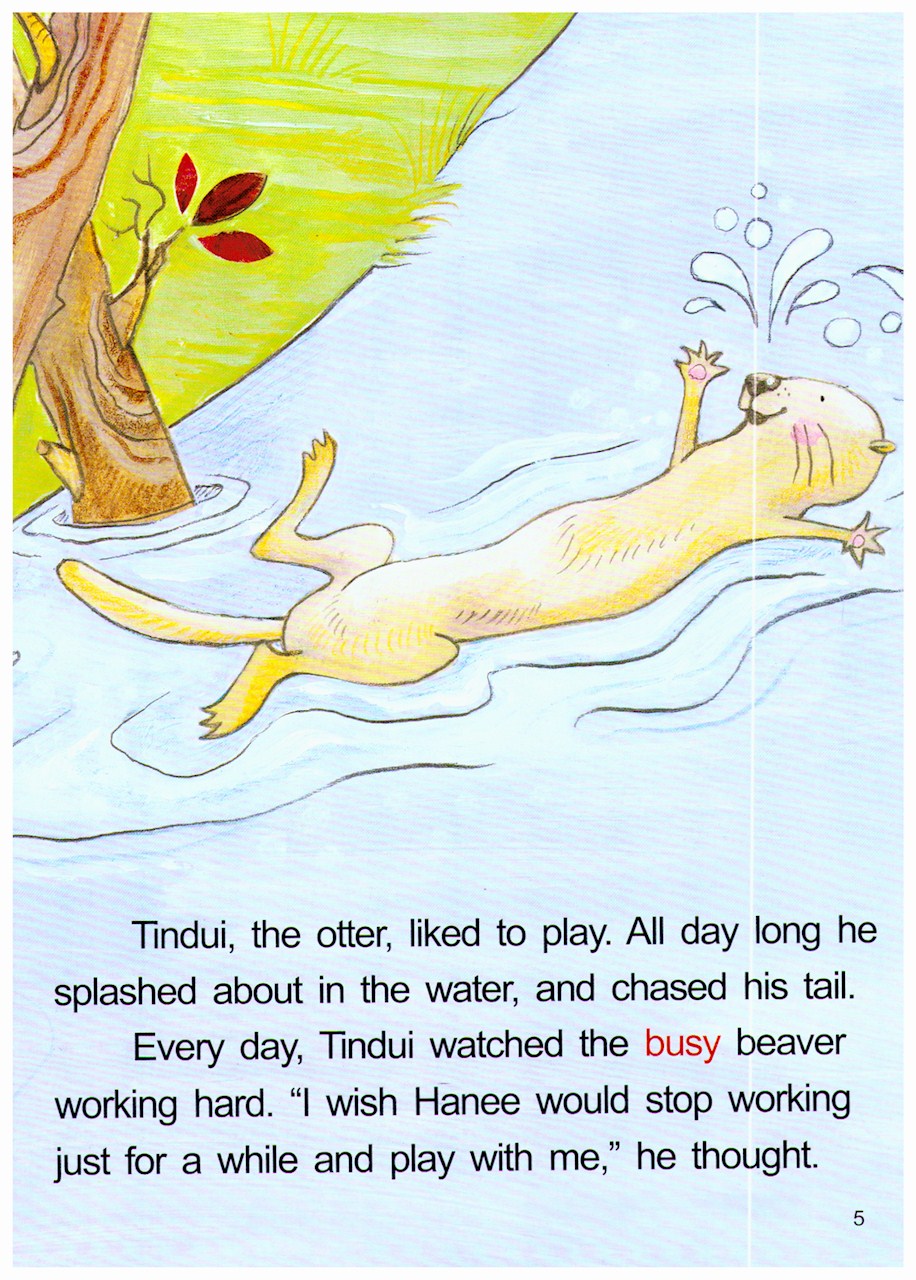 Tindui, the otter, liked to play. All day long he
splashed about in the water, and chased his tail.
Every day, Tindui watched the busy beaver
working hard. “I wish Hanee would stop working
just for a while and play with me,” he thought.
5